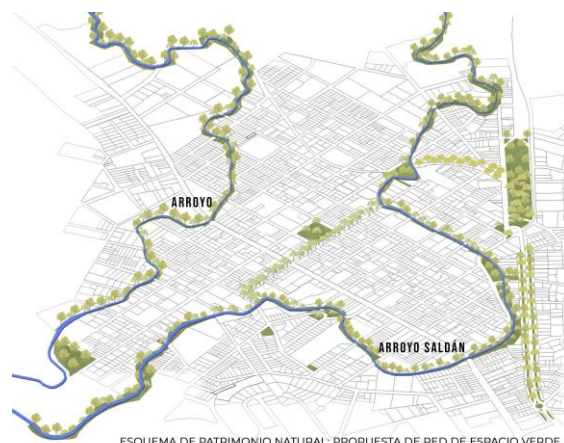 ARROYO
ARROYO SALDÁN
ESQUEMA DE PATRIMONIO NATURAL: PROPUESTA DE RED DE ESPACIO VERDE